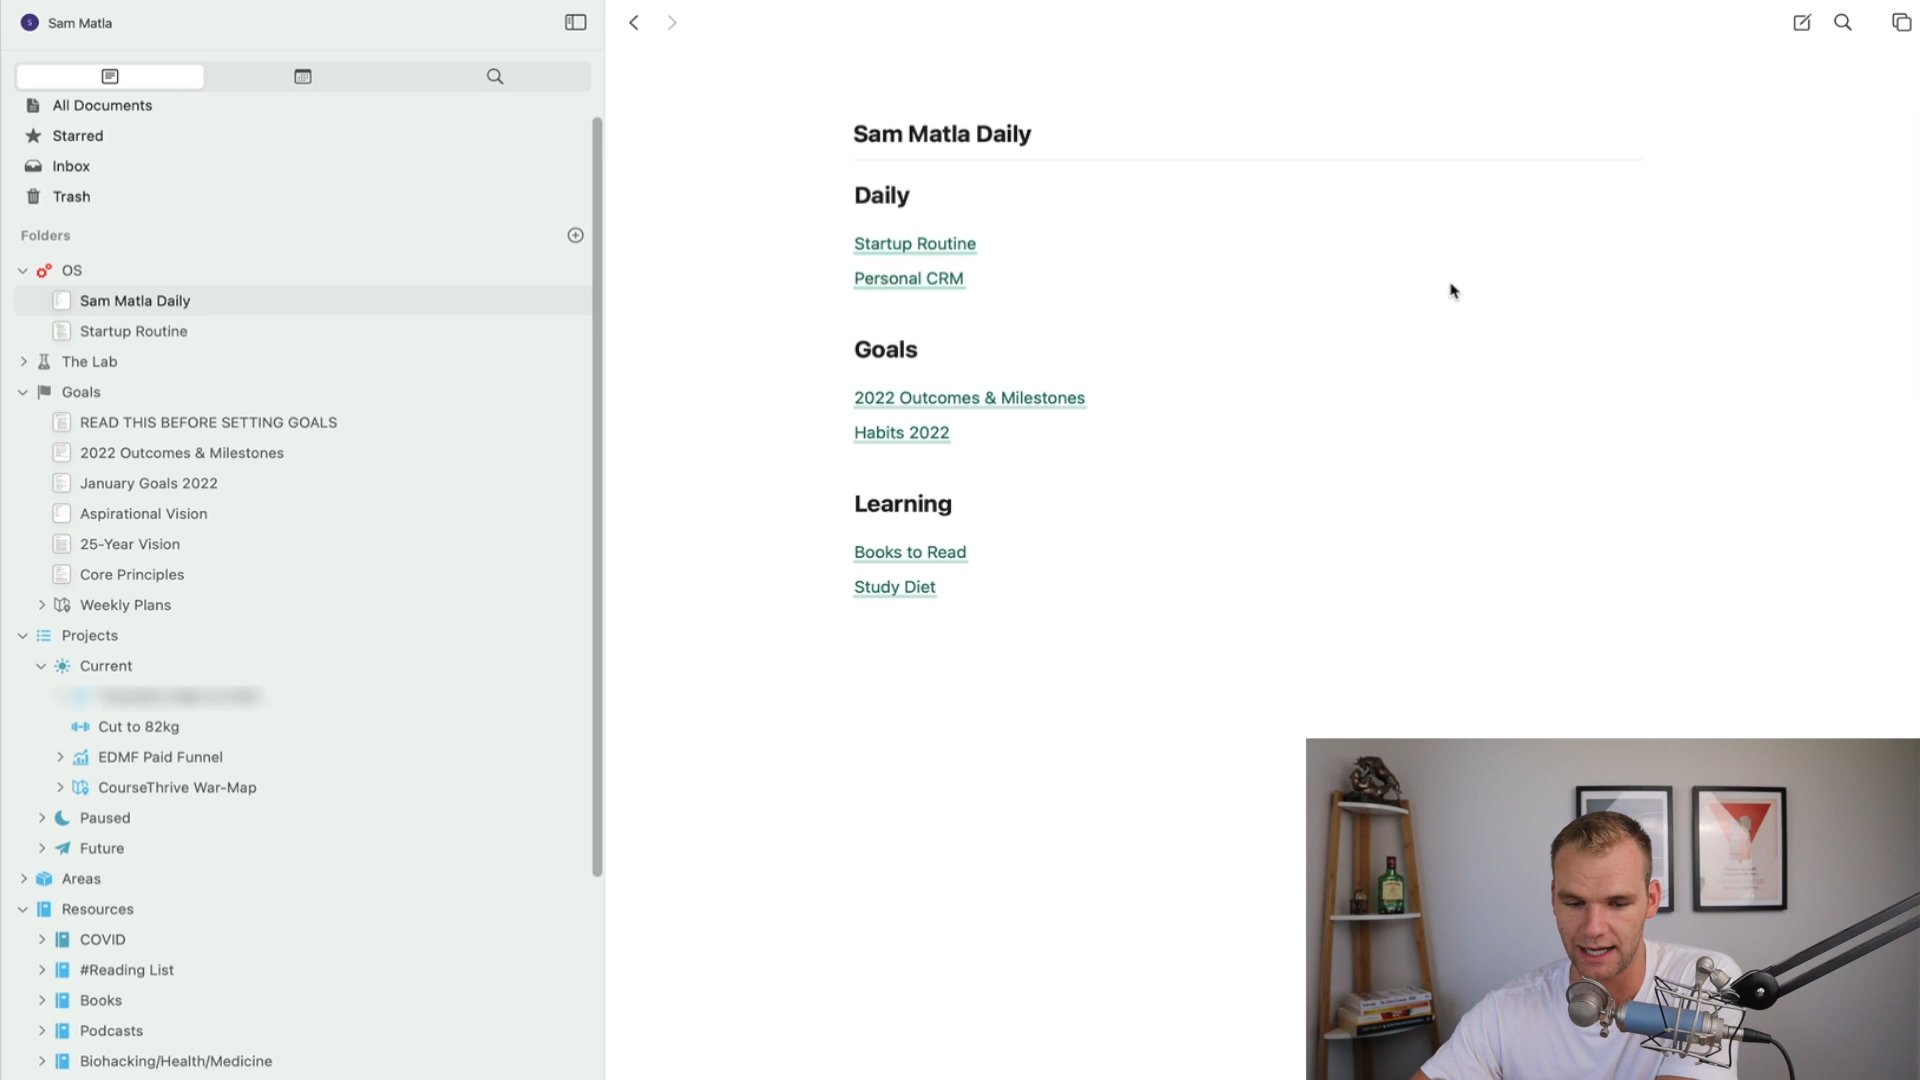 S Sam Matla
All Documents
Starred
Inbox
Trash
Folders
OS
Sam Matla Daily
Startup Routine
The Lab
Goals
READ THIS BEFORE SETTING GOALS
2022 Outcomes & Milestones
January Goals 2022
Aspirational Vision
25-Year Vision
Core Principles
Weekly Plans
Projects
Current
Cut to 82kg
EDMF Paid Funnel
CourseThrive War-Map
Paused
Future
Areas
Resources
COVID
#Reading List
Books
Podcasts
Biohacking/Health/Medicine
Sam Matla Daily
Daily
Startup Routine
Personal CRM
Goals
2022 Outcomes & Milestones
Habits 2022
Learning
Books to Read
Study Diet